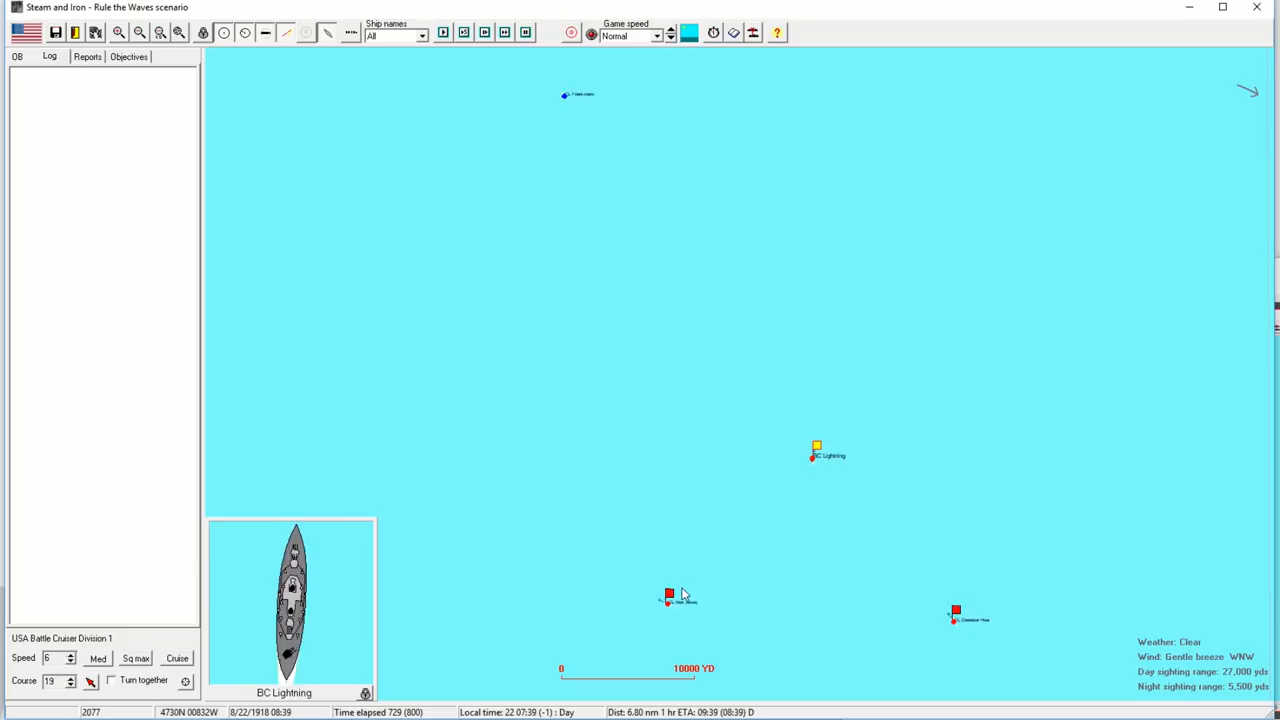 Steam and Iron - Rule the Waves scenario
Ship names
All
Game speed
Normal
OB Log Reports Objectives
BC Lightning
CL New Jersey
0 10000 YD
Weather: Clear
Wind: Gentle breeze WNW
Day sighting range: 27,000 yds
Night sighting range: 5,500 yds
USA Battle Cruiser Division 1
Speed 6 Med Sq max Cruise
Course 19 Turn together
BC Lightning
2077 4730N 00832W 8/22/1918 08:39 Time elapsed 729 (800) Local time: 22 07:39 (-1) : Day Dist: 6.80 nm 1 hr ETA: 09:39 (08:39) D